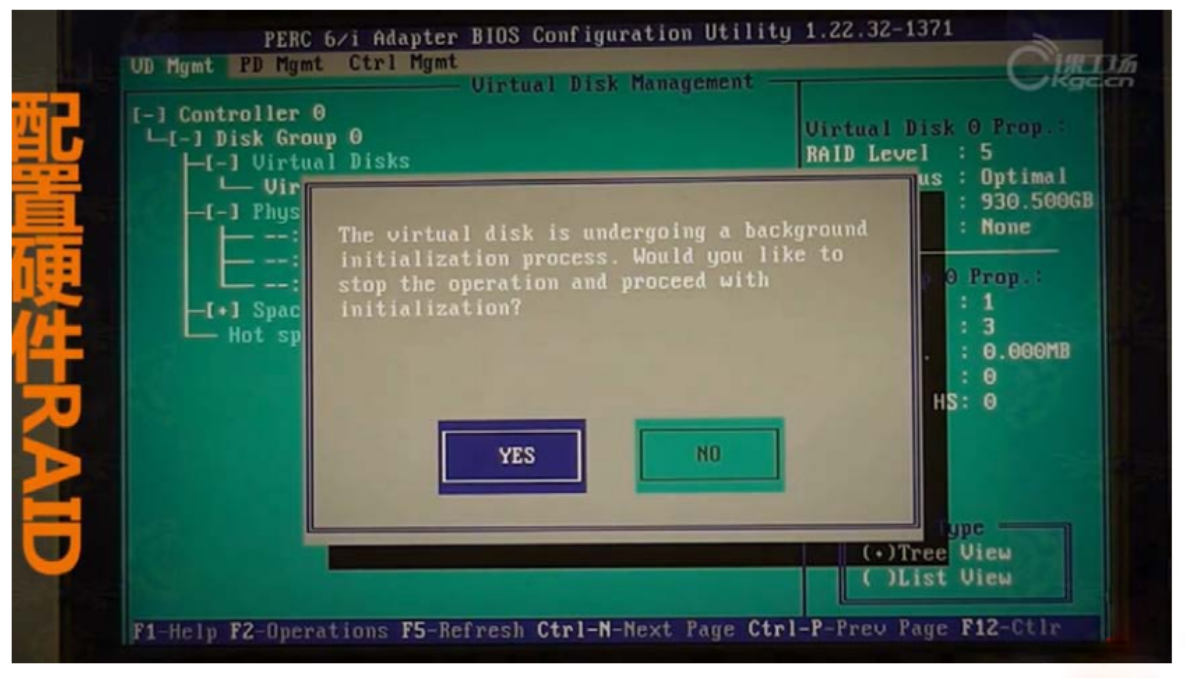 PERC 6/i Adapter BIOS Configuration Utility 1.22.32-1371
VD Mgmt PD Mgmt Ctrl Mgmt
Virtual Disk Management
课工场
Kgc.cn
配置硬件RAID
[-] Controller 0
[-] Disk Group 0
[-] Virtual Disks
Vir
[-] Phys
--:
--:
--:
[+] Spac
Hot sp
Virtual Disk 0 Prop.:
RAID Level : 5
us : Optimal
: 930.500GB
: None
0 Prop.:
: 1
: 3
. : 0.000MB
: 0
HS: 0
The virtual disk is undergoing a background
initialization process. Would you like to
stop the operation and proceed with
initialization?
YES NO
ype
(•)Tree View
( )List View
F1-Help F2-Operations F5-Refresh Ctrl-N-Next Page Ctrl-P-Prev Page F12-Ctlr